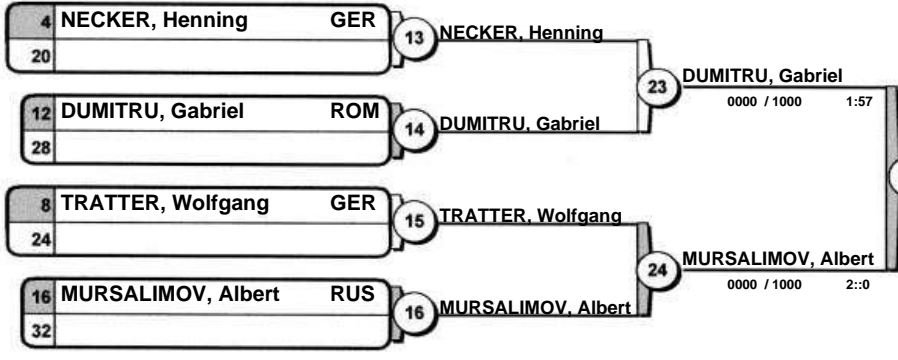 4 NECKER, Henning GER
20
13
NECKER, Henning
12 DUMITRU, Gabriel ROM
28
14
DUMITRU, Gabriel
23
DUMITRU, Gabriel
0000 / 1000 1:57
8 TRATTER, Wolfgang GER
24
15
TRATTER, Wolfgang
16 MURSALIMOV, Albert RUS
32
16
MURSALIMOV, Albert
24
MURSALIMOV, Albert
0000 / 1000 2::0